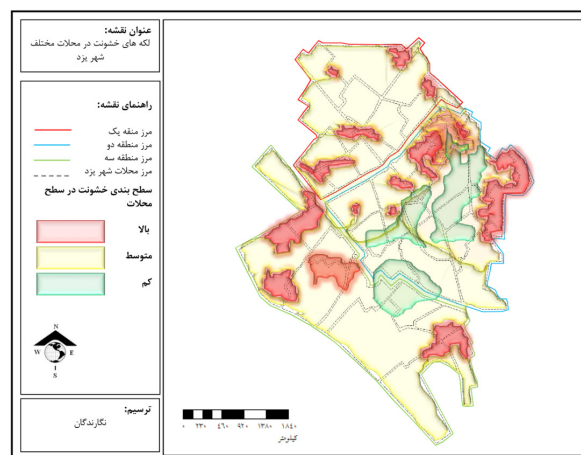 عنوان نقشه:
لکه های خشونت در محلات مختلف
شهر یزد
راهنمای نقشه:
مرز منقه یک
مرز منطقه دو
مرز منطقه سه
مرز محلات شهر یزد
سطح بندی خشونت در سطح
محلات
بالا
متوسط
کم
N
W E
S
ترسیم:
نگارندگان
۰ ۲۳۰ ۴۶۰ ۹۲۰ ۱۳۸۰ ۱۸۴۰
کیلومتر